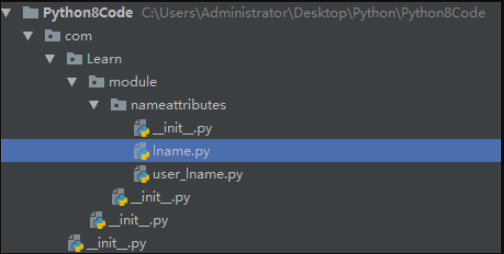 Python8Code C:\Users\Administrator\Desktop\Python\Python8Code
com
Learn
module
nameattributes
__init__.py
lname.py
user_lname.py
__init__.py
__init__.py
__init__.py